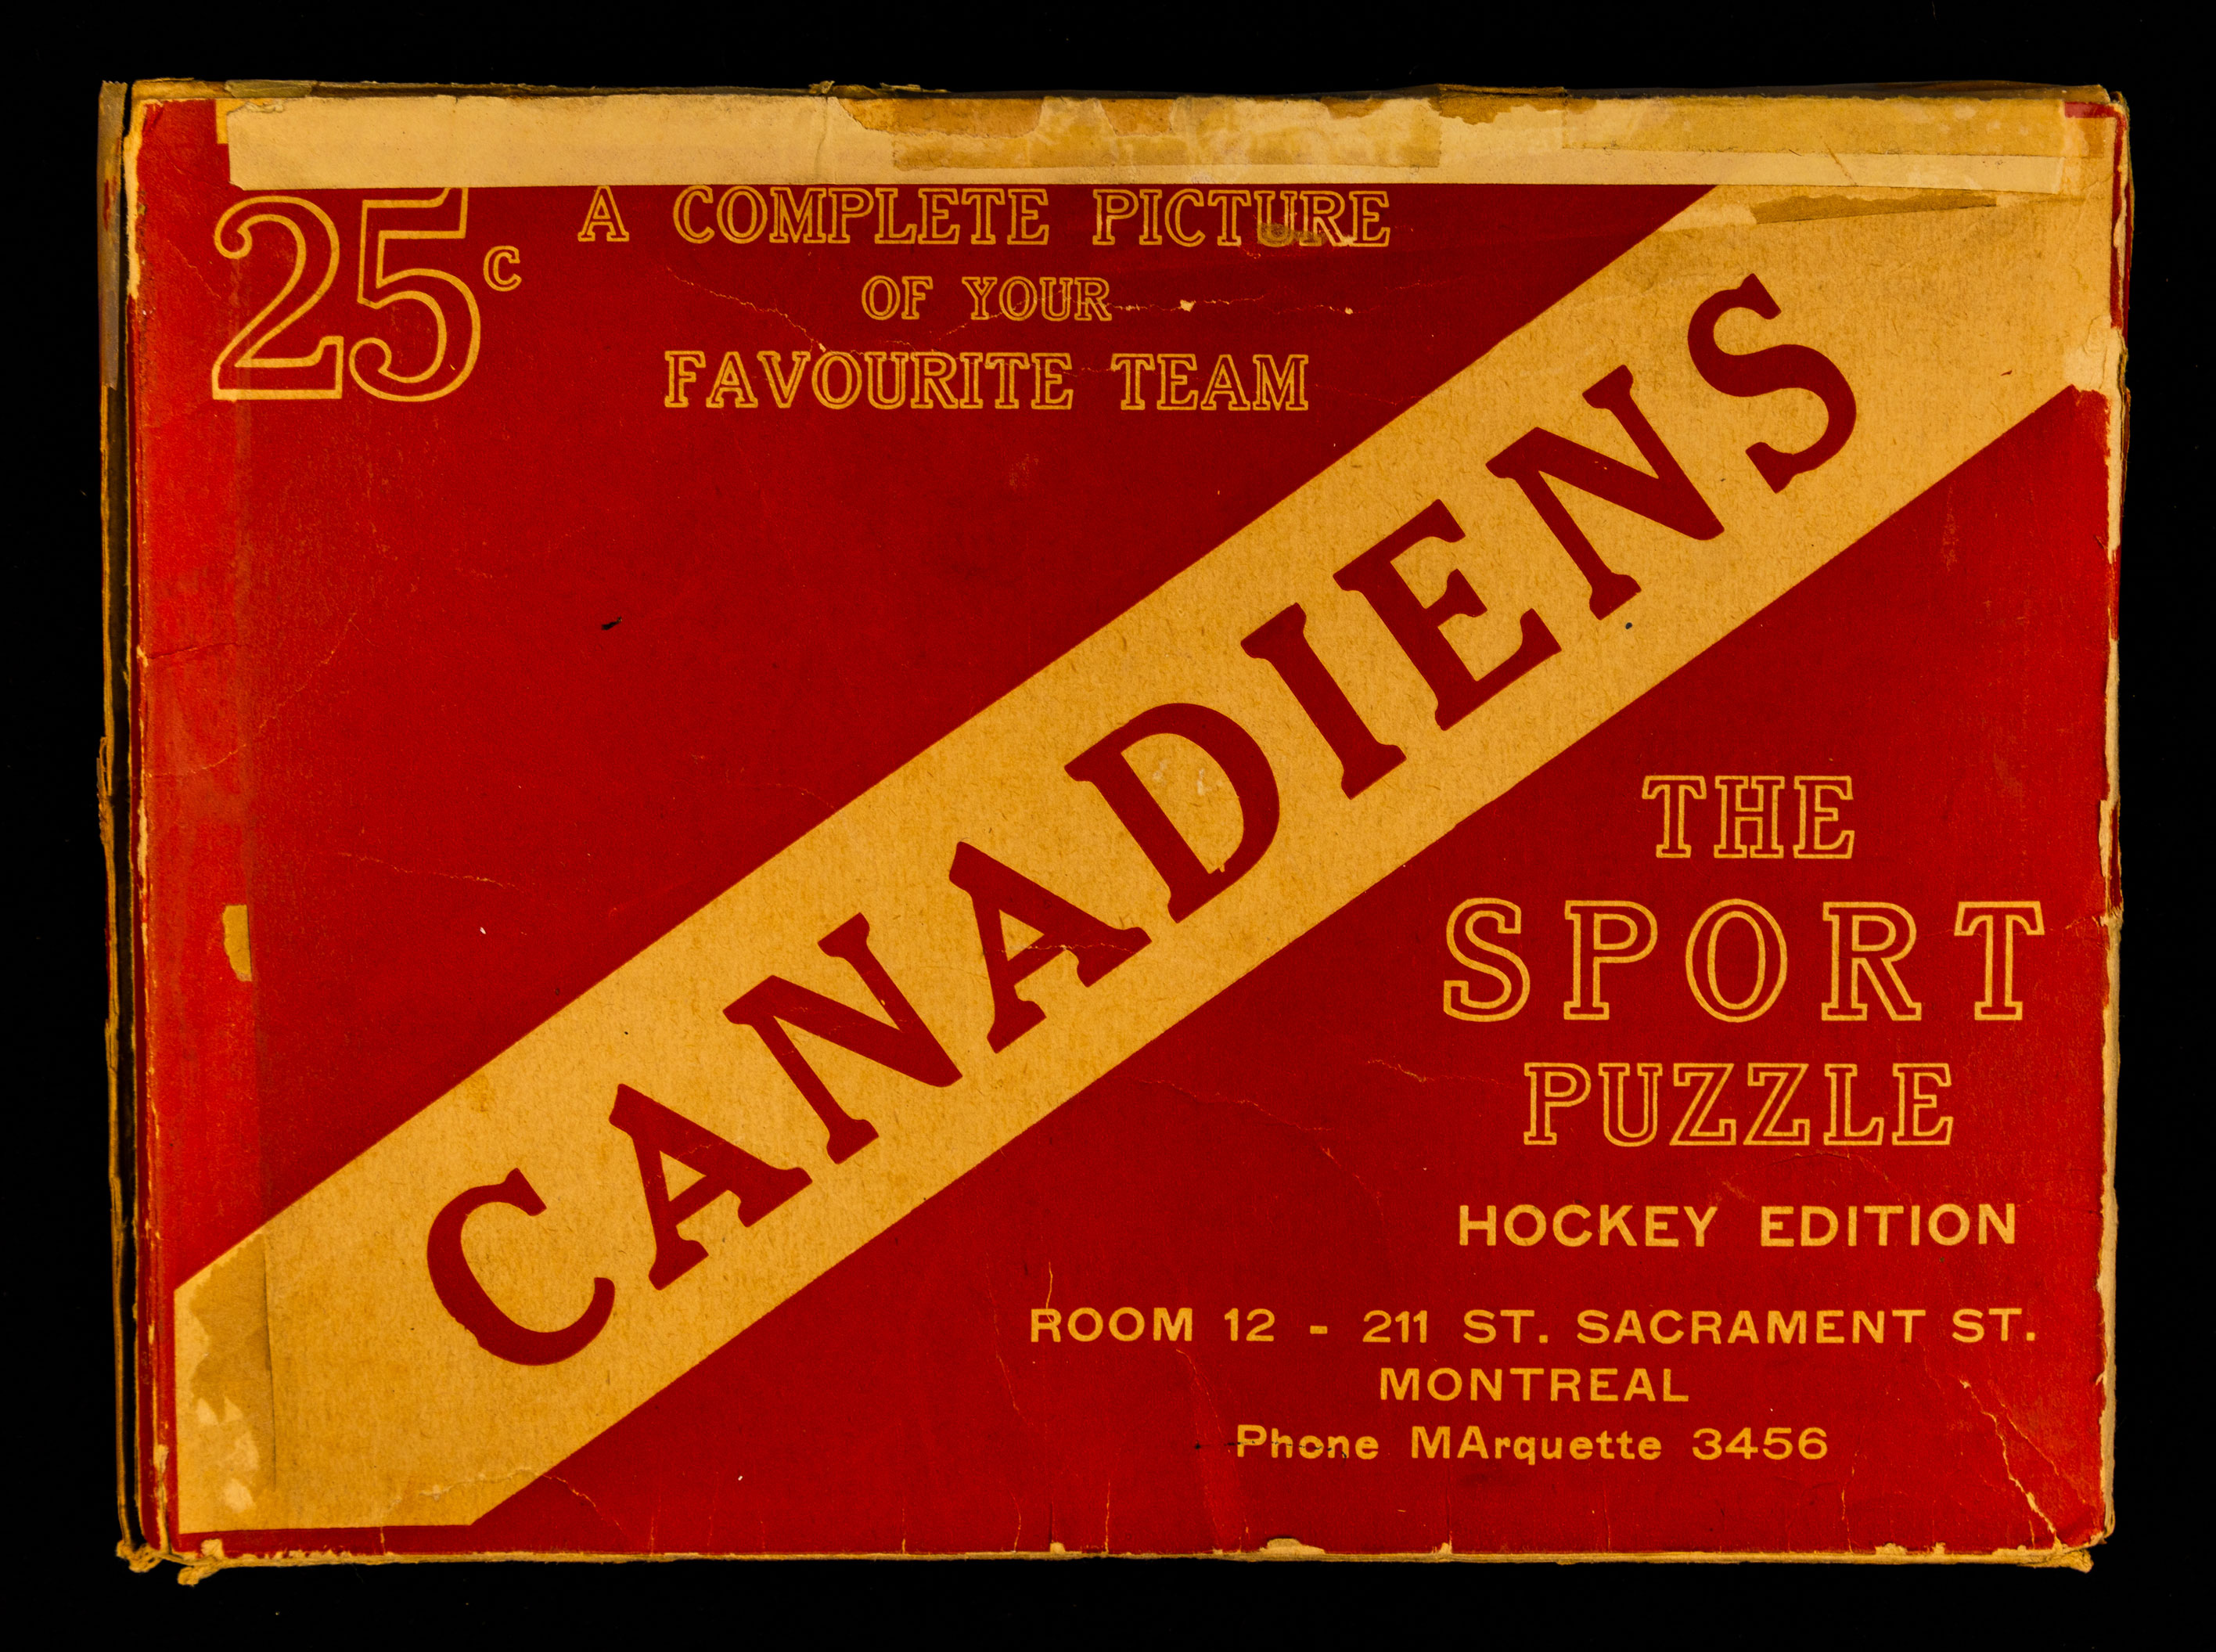 25c
A COMPLETE PICTURE
OF YOUR
FAVOURITE TEAM
CANADIENS
THE
SPORT
PUZZLE
HOCKEY EDITION
ROOM 12 - 211 ST. SACRAMENT ST.
MONTREAL
Phone MArquette 3456